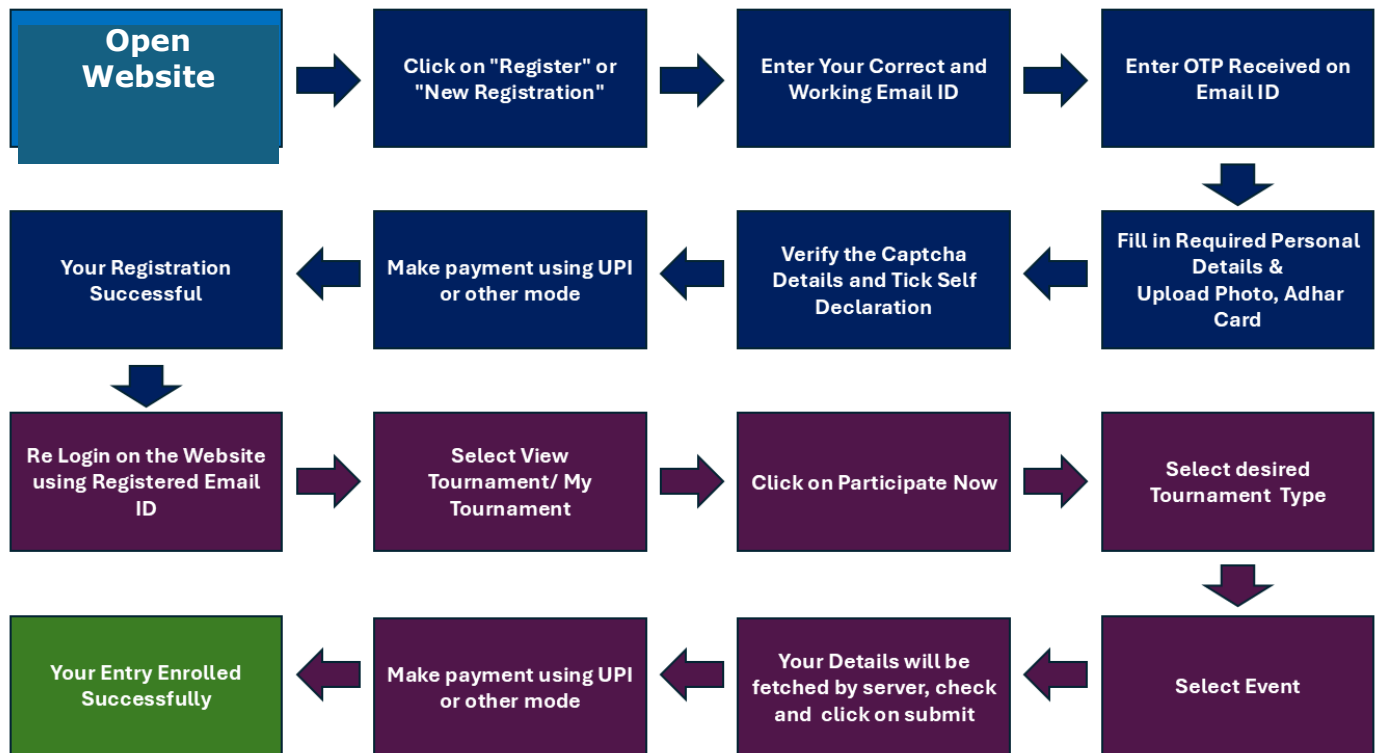 Open
Website
Click on "Register" or
"New Registration"
Enter Your Correct and
Working Email ID
Enter OTP Received on
Email ID
Fill in Required Personal
Details &
Upload Photo, Adhar
Card
Verify the Captcha
Details and Tick Self
Declaration
Make payment using UPI
or other mode
Your Registration
Successful
Re Login on the Website
using Registered Email
ID
Select View
Tournament/ My
Tournament
Click on Participate Now
Select desired
Tournament Type
Select Event
Your Details will be
fetched by server, check
and click on submit
Make payment using UPI
or other mode
Your Entry Enrolled
Successfully